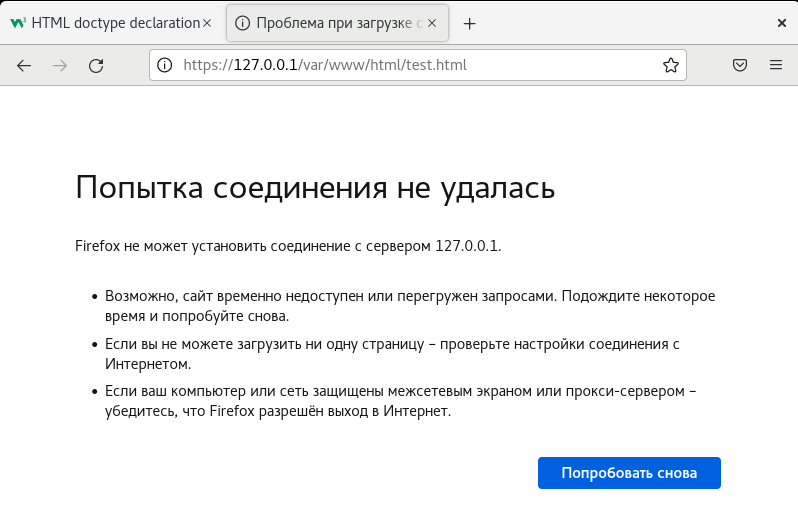 HTML doctype declaration
Проблема при загрузке с
https://127.0.0.1/var/www/html/test.html
Попытка соединения не удалась
Firefox не может установить соединение с сервером 127.0.0.1.
Возможно, сайт временно недоступен или перегружен запросами. Подождите некоторое
время и попробуйте снова.
Если вы не можете загрузить ни одну страницу – проверьте настройки соединения с
Интернетом.
Если ваш компьютер или сеть защищены межсетевым экраном или прокси-сервером –
убедитесь, что Firefox разрешён выход в Интернет.
Попробовать снова